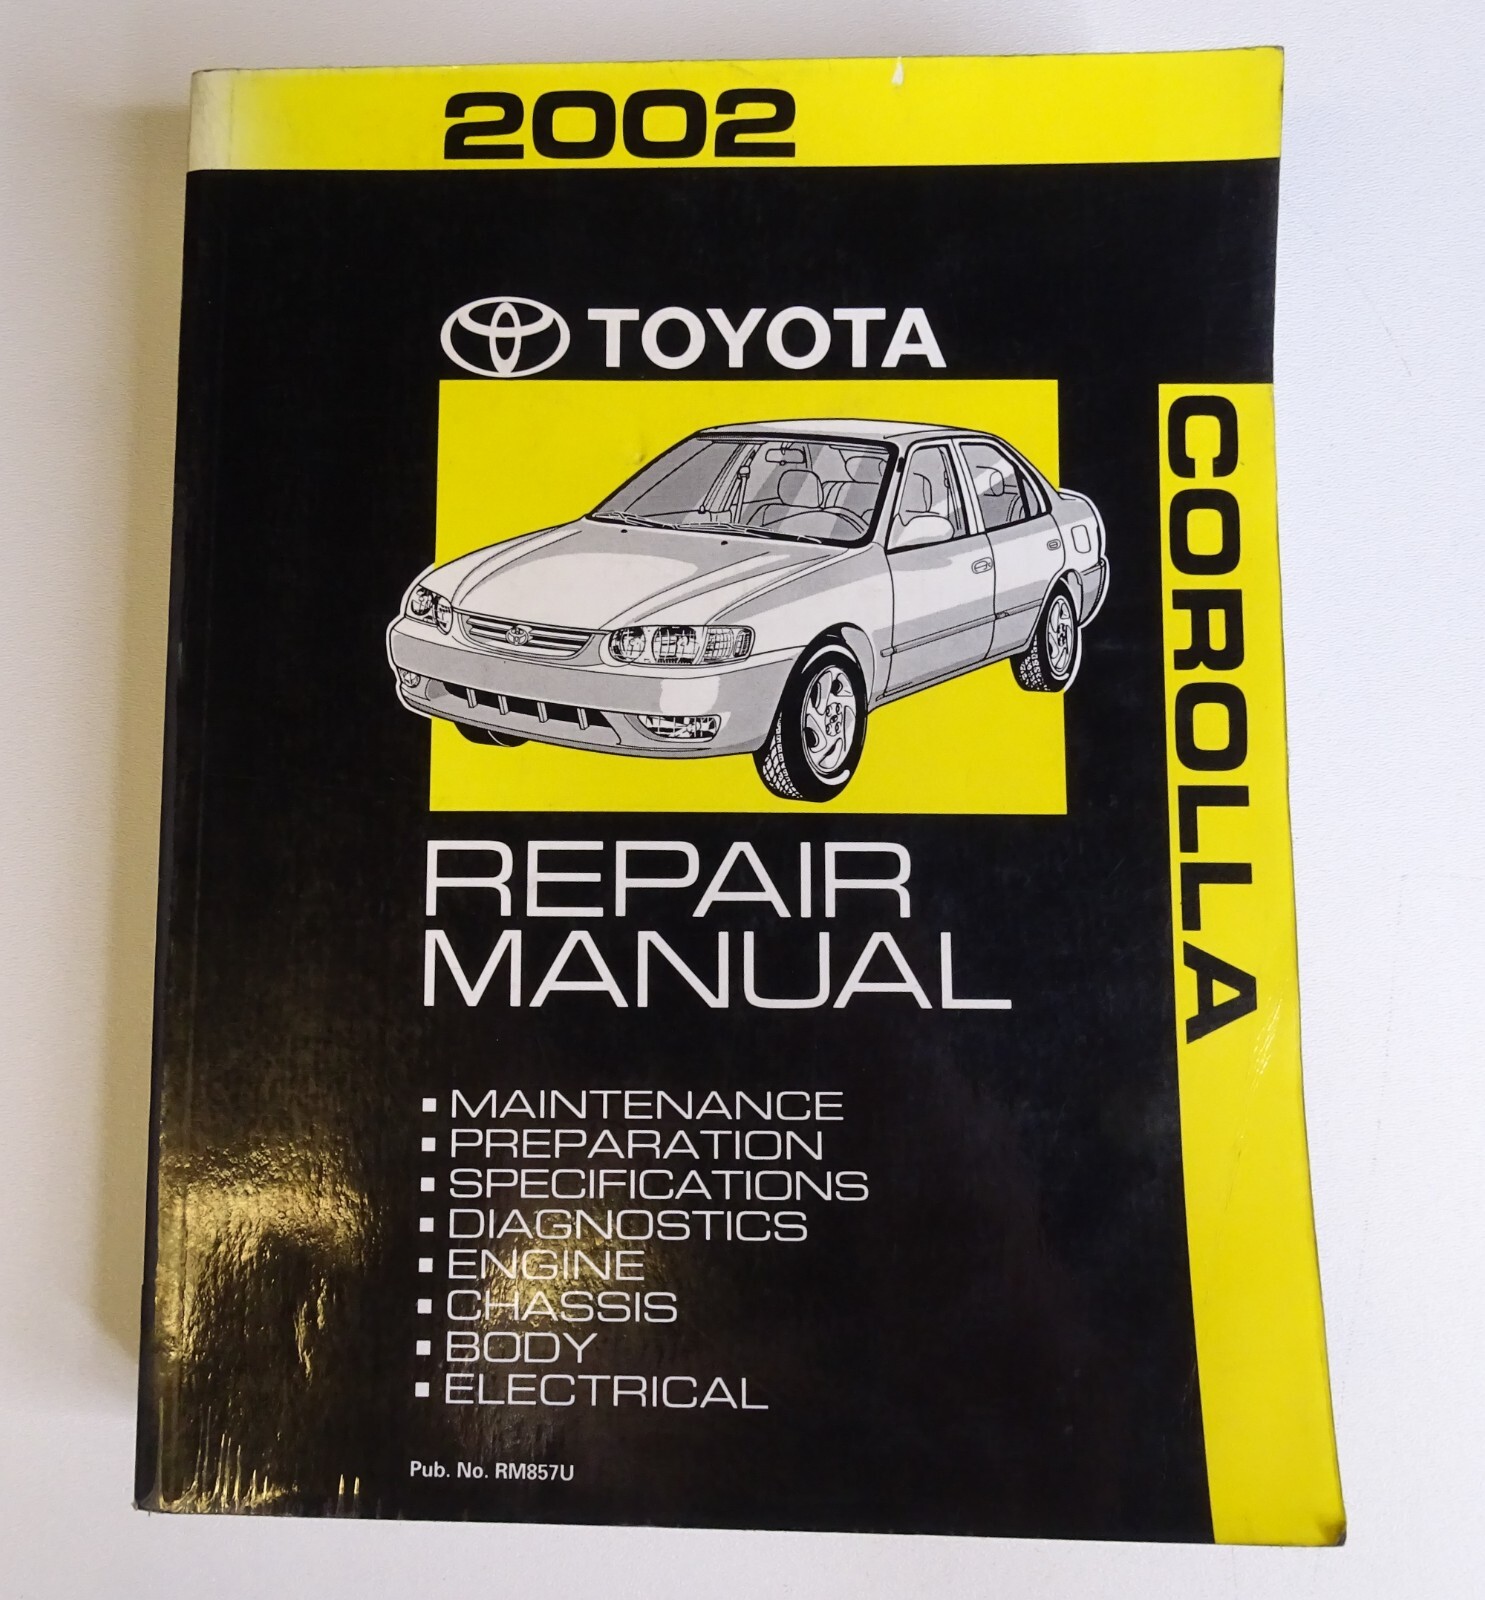 2002
TOYOTA
COROLLA
REPAIR
MANUAL
▪ MAINTENANCE
▪ PREPARATION
▪ SPECIFICATIONS
▪ DIAGNOSTICS
▪ ENGINE
▪ CHASSIS
▪ BODY
▪ ELECTRICAL
Pub. No. RM857U